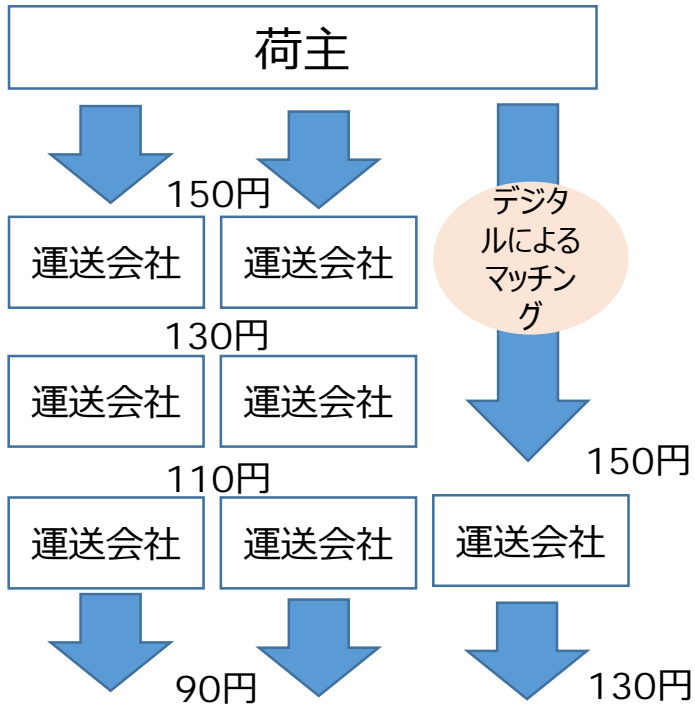 荷主
150円
運送会社
運送会社
デジタ
ルによる
マッチン
グ
130円
運送会社
運送会社
150円
110円
運送会社
運送会社
運送会社
90円
130円